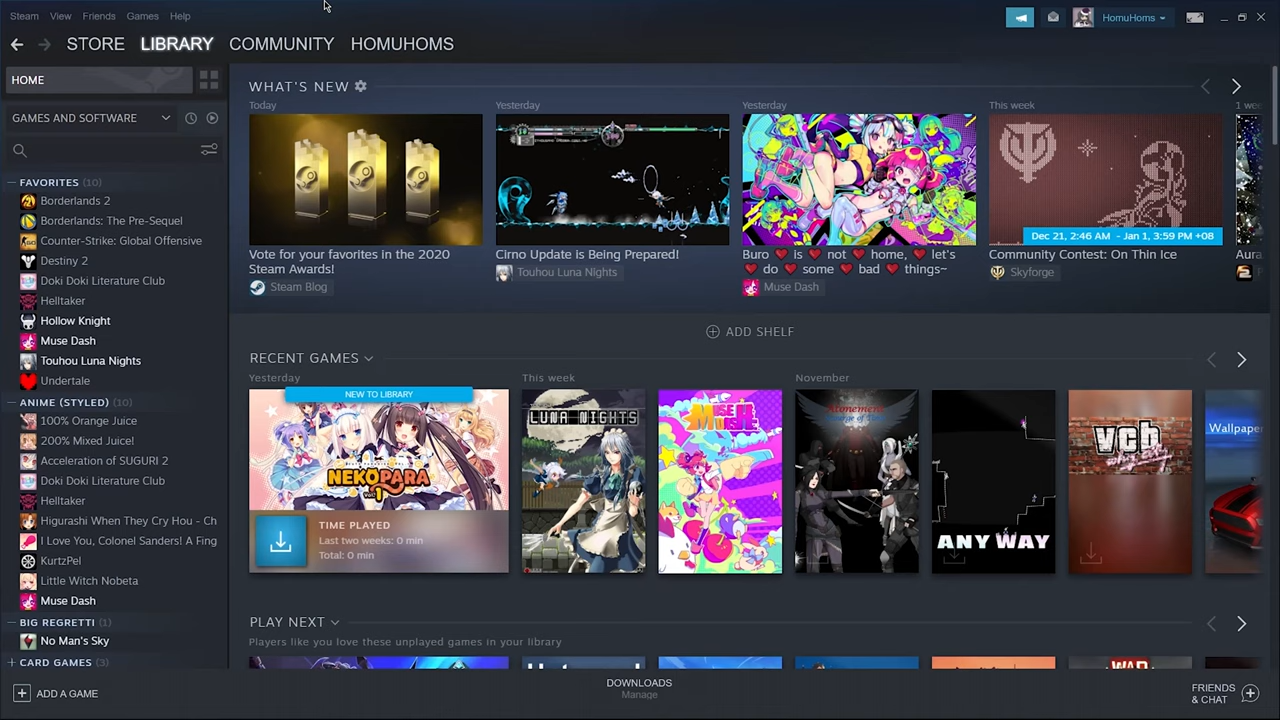 Steam View Friends Games Help
HomuHoms
STORE LIBRARY COMMUNITY HOMUHOMS
HOME
GAMES AND SOFTWARE
FAVORITES (10)
Borderlands 2
Borderlands: The Pre-Sequel
Counter-Strike: Global Offensive
Destiny 2
Doki Doki Literature Club
Helltaker
Hollow Knight
Muse Dash
Touhou Luna Nights
Undertale
ANIME (STYLED) (10)
100% Orange Juice
200% Mixed Juice!
Acceleration of SUGURI 2
Doki Doki Literature Club
Helltaker
Higurashi When They Cry Hou - Ch
I Love You, Colonel Sanders! A Fing
KurtzPel
Little Witch Nobeta
Muse Dash
BIG REGRETTI (1)
No Man's Sky
CARD GAMES (3)
ADD A GAME
WHAT'S NEW
Today
Vote for your favorites in the 2020
Steam Awards!
Steam Blog
Yesterday
Cirno Update is Being Prepared!
Touhou Luna Nights
Yesterday
Buro ♥ is ♥ not ♥ home, ♥ let's
♥ do ♥ some ♥ bad ♥ things~
Muse Dash
This week
Dec 21, 2:46 AM - Jan 1, 3:59 PM +08
Community Contest: On Thin Ice
Skyforge
1 wee
Aura
ADD SHELF
RECENT GAMES
Yesterday
NEW TO LIBRARY
NEKOPARA
Vol.1
TIME PLAYED
Last two weeks: 0 min
Total: 0 min
This week
LUNA NIGHTS
MUSE DASH
November
Atonement
ANY WAY
vcb
Wallpaper
PLAY NEXT
Players like you love these unplayed games in your library
DOWNLOADS
Manage
FRIENDS
& CHAT